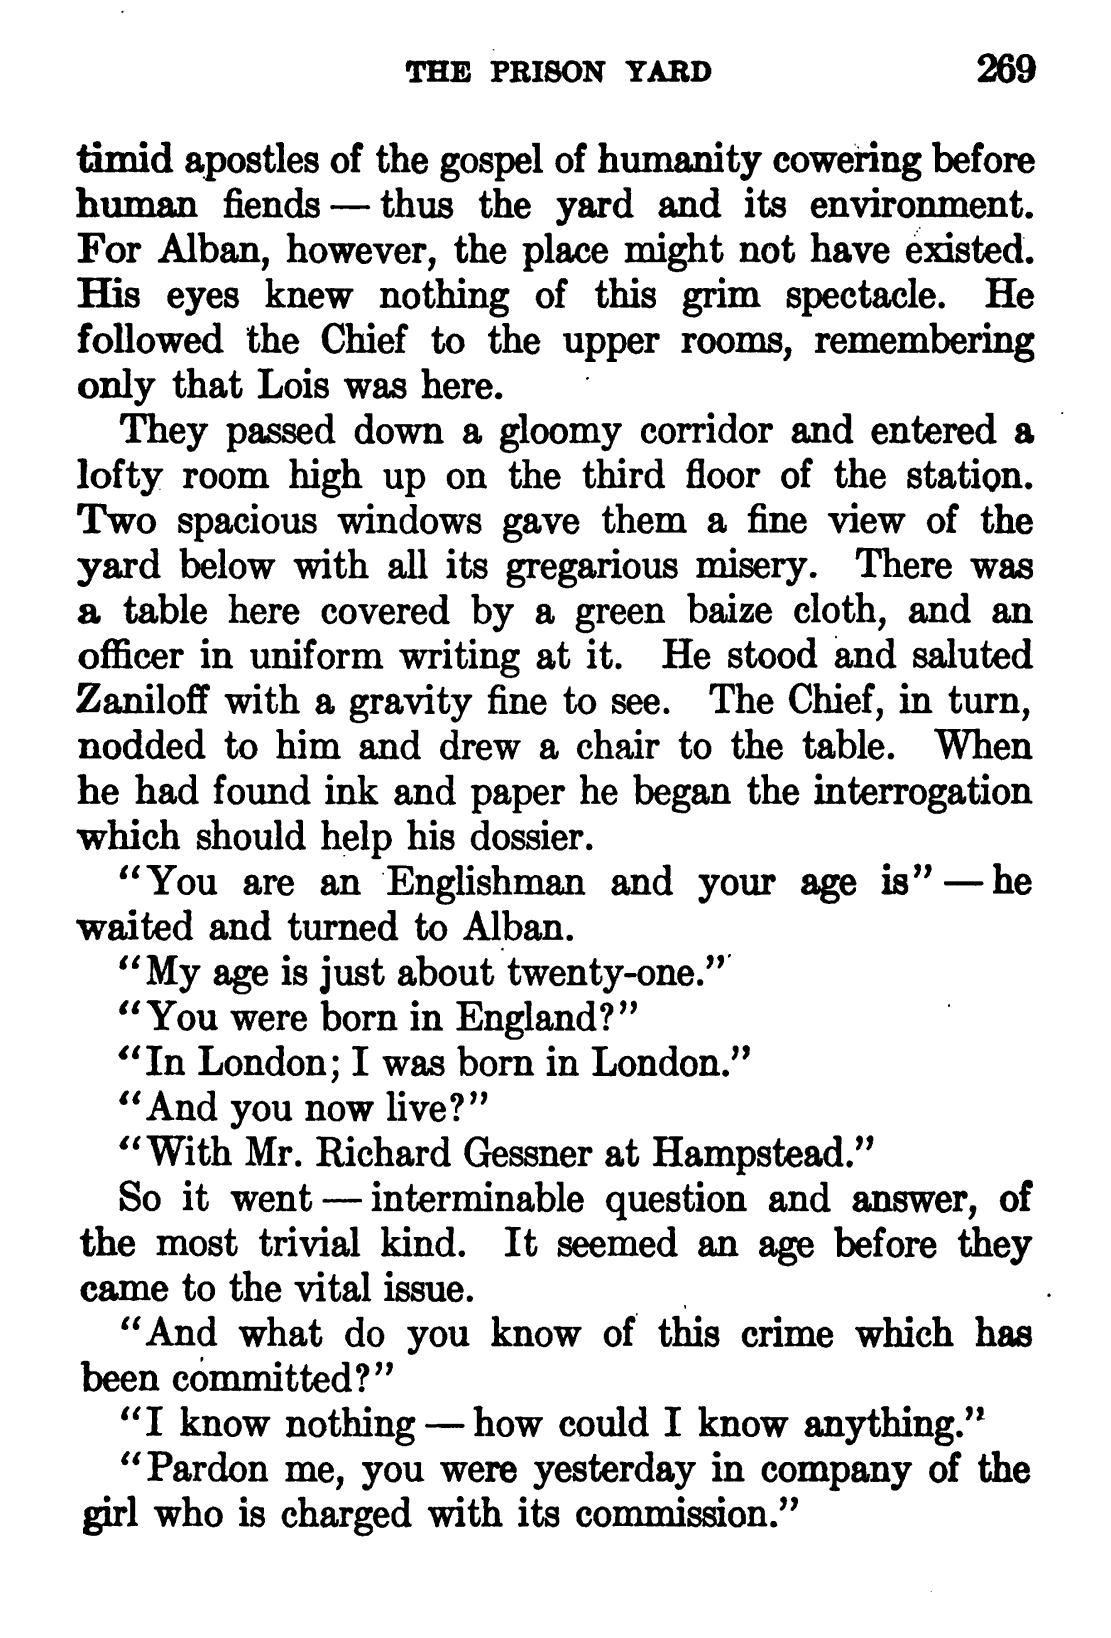 THE PRISON YARD 269
timid apostles of the gospel of humanity cowering before
human fiends — thus the yard and its environment.
For Alban, however, the place might not have existed.
His eyes knew nothing of this grim spectacle. He
followed the Chief to the upper rooms, remembering
only that Lois was here.
They passed down a gloomy corridor and entered a
lofty room high up on the third floor of the station.
Two spacious windows gave them a fine view of the
yard below with all its gregarious misery. There was
a table here covered by a green baize cloth, and an
officer in uniform writing at it. He stood and saluted
Zaniloff with a gravity fine to see. The Chief, in turn,
nodded to him and drew a chair to the table. When
he had found ink and paper he began the interrogation
which should help his dossier.
"You are an Englishman and your age is" — he
waited and turned to Alban.
"My age is just about twenty-one."
"You were born in England?"
"In London; I was born in London."
"And you now live?"
"With Mr. Richard Gessner at Hampstead."
So it went — interminable question and answer, of
the most trivial kind. It seemed an age before they
came to the vital issue.
"And what do you know of this crime which has
been committed?"
"I know nothing — how could I know anything."
"Pardon me, you were yesterday in company of the
girl who is charged with its commission."